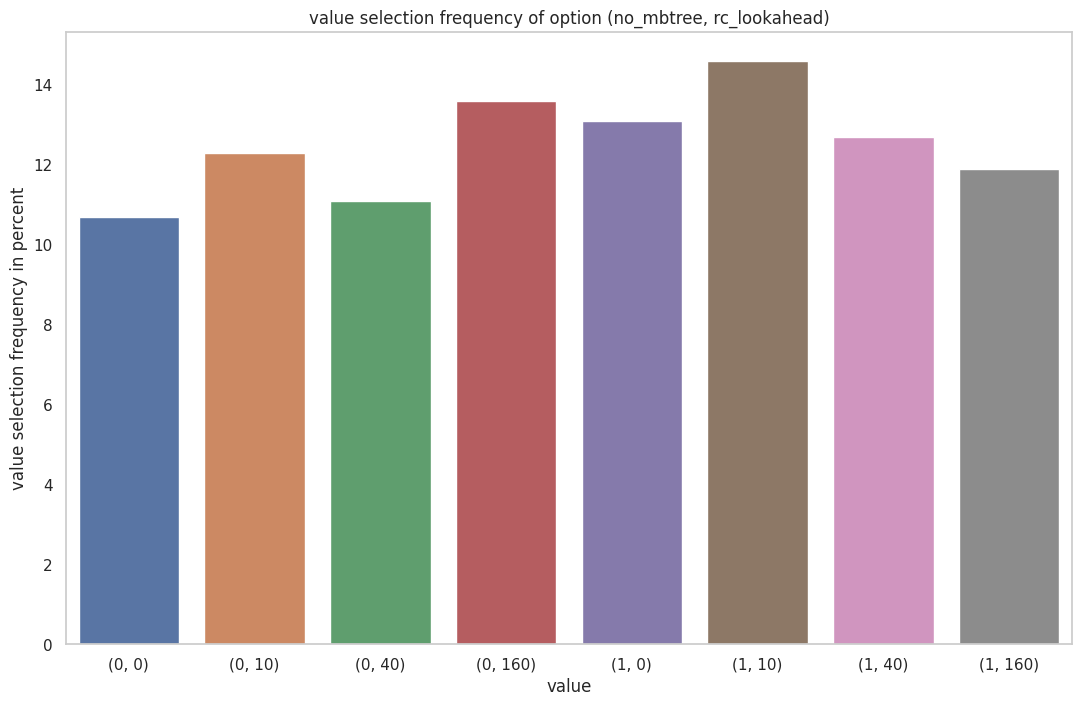 value selection frequency of option (no_mbtree, rc_lookahead)
value selection frequency in percent
14
12
10
8
6
4
2
0
(0, 0) (0, 10) (0, 40) (0, 160) (1, 0) (1, 10) (1, 40) (1, 160)
value